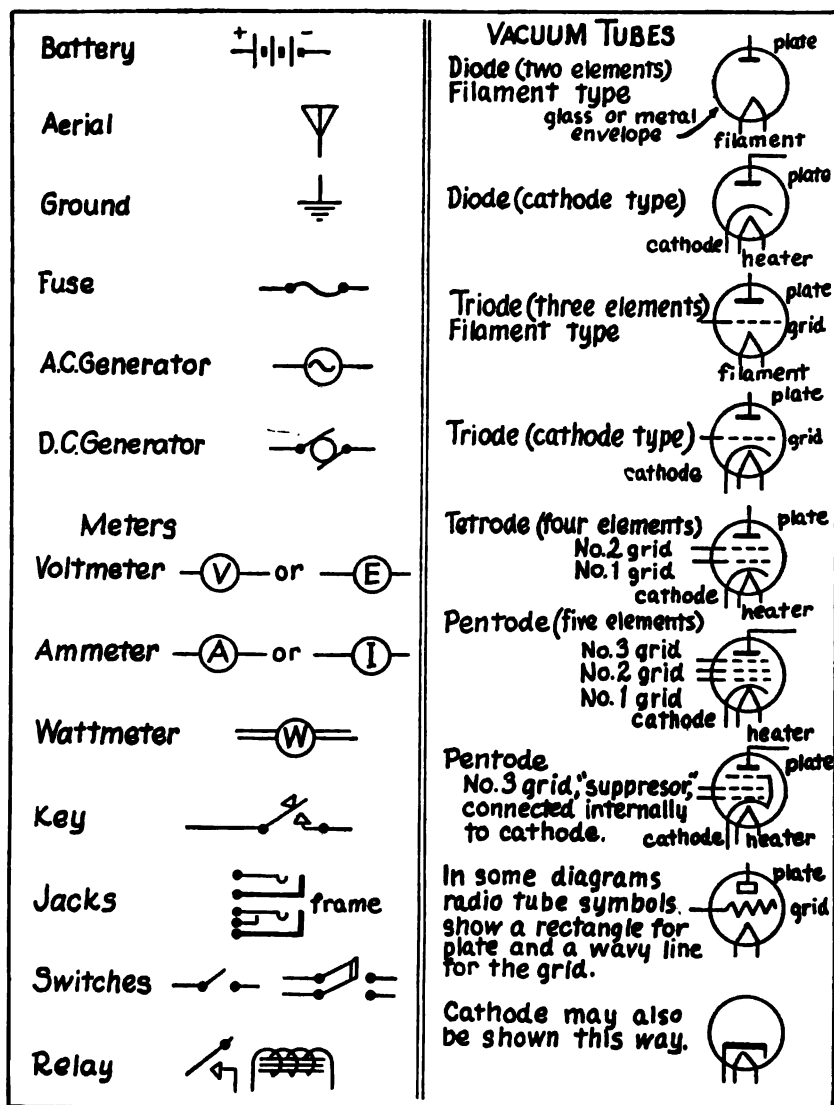 Battery
+ -
Aerial
Ground
Fuse
A.C.Generator
D.C.Generator
Meters
Voltmeter V or E
Ammeter A or I
Wattmeter W
Key
Jacks frame
Switches
Relay
VACUUM TUBES
Diode (two elements)
Filament type
glass or metal
envelope
plate
filament
Diode (cathode type)
plate
cathode
heater
Triode (three elements)
Filament type
plate
grid
filament
Triode (cathode type)
plate
grid
cathode
Tetrode (four elements)
No.2 grid
No.1 grid
plate
cathode
heater
Pentode (five elements)
No.3 grid
No.2 grid
No.1 grid
cathode
heater
Pentode
No.3 grid,"suppresor,"
connected internally
to cathode.
plate
cathode
heater
In some diagrams
radio tube symbols
show a rectangle for
plate and a wavy line
for the grid.
plate
grid
Cathode may also
be shown this way.